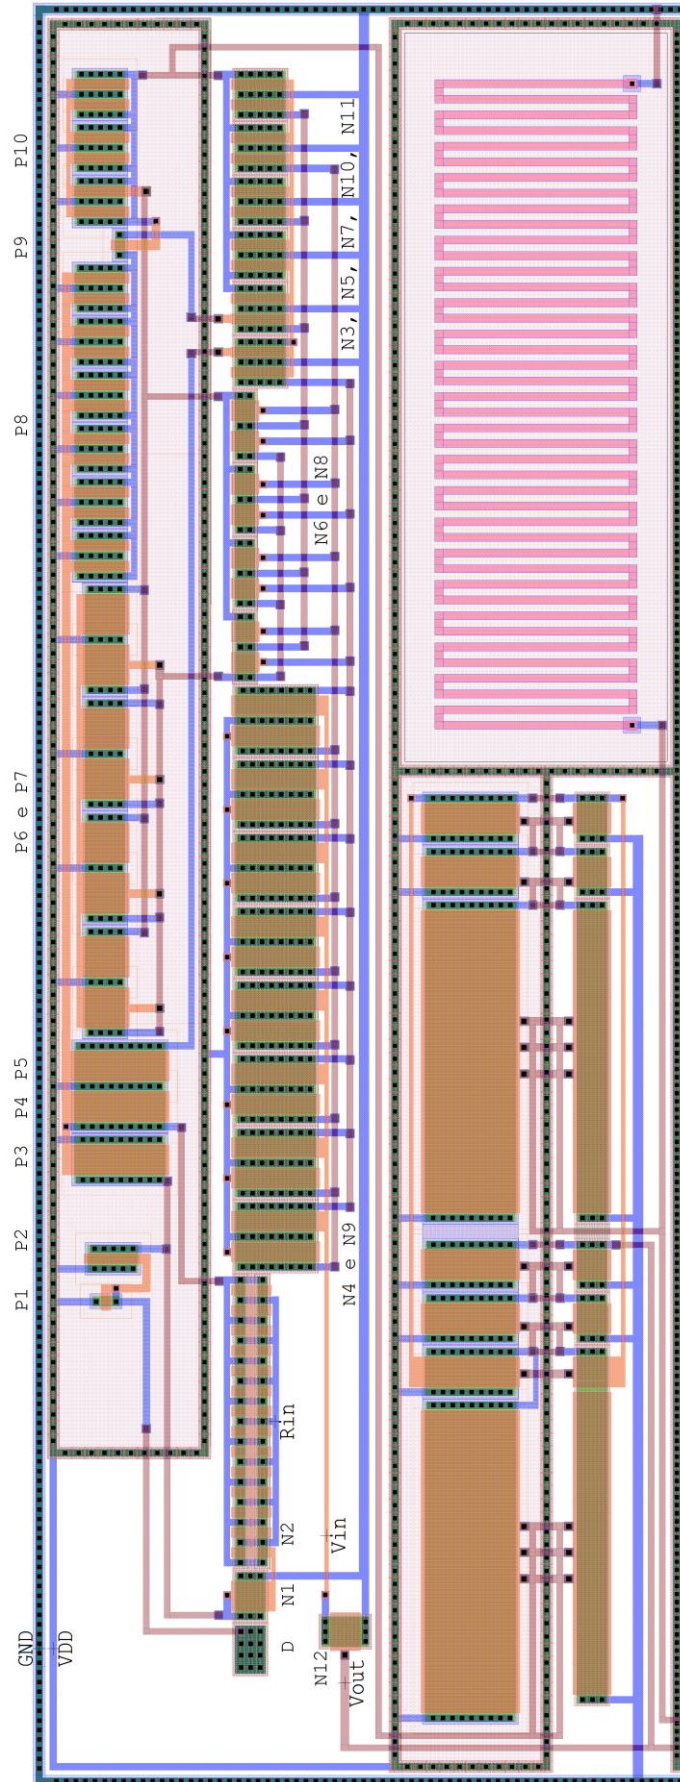 P10
P9
P8
P6 e P7
P5
P4
P3
P2
P1
GND
VDD
N3, N5, N7, N10, N11
N6 e N8
N4 e N9
Rin
N2
N1
D
Vin
N12
Vout